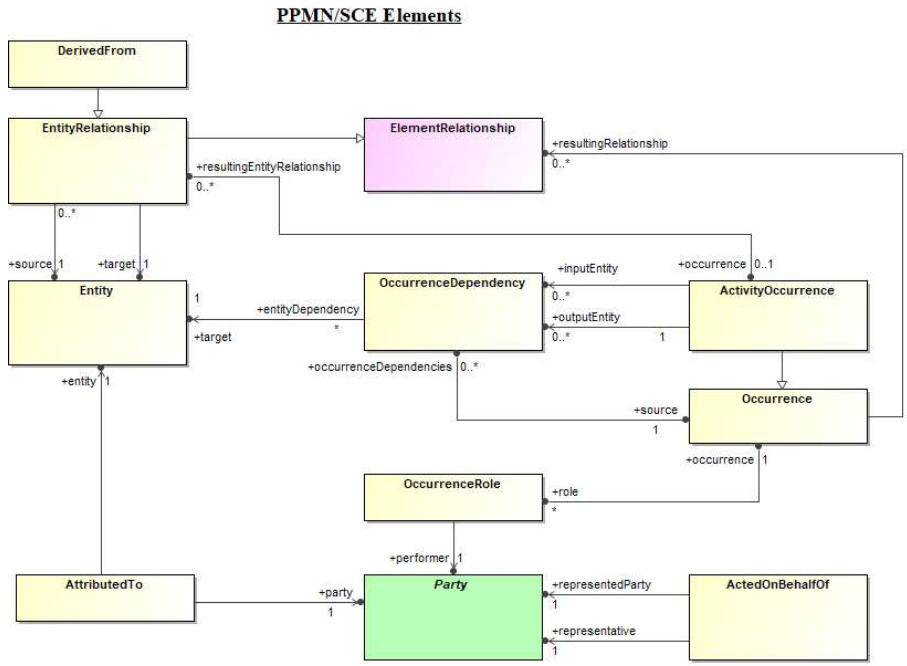 PPMN/SCE Elements
DerivedFrom
EntityRelationship
ElementRelationship
+resultingRelationship
0..*
+resultingEntityRelationship
0..*
0..*
+source 1
+target 1
+occurrence 0..1
Entity
1
+entityDependency
*
+target
OccurrenceDependency
+inputEntity
0..*
+outputEntity
0..* 1
ActivityOccurrence
+entity 1
+occurrenceDependencies 0..*
+source
1
Occurrence
+occurrence 1
OccurrenceRole
+role
*
+performer 1
AttributedTo
+party
1
Party
+representedParty
1
+representative
1
ActedOnBehalfOf